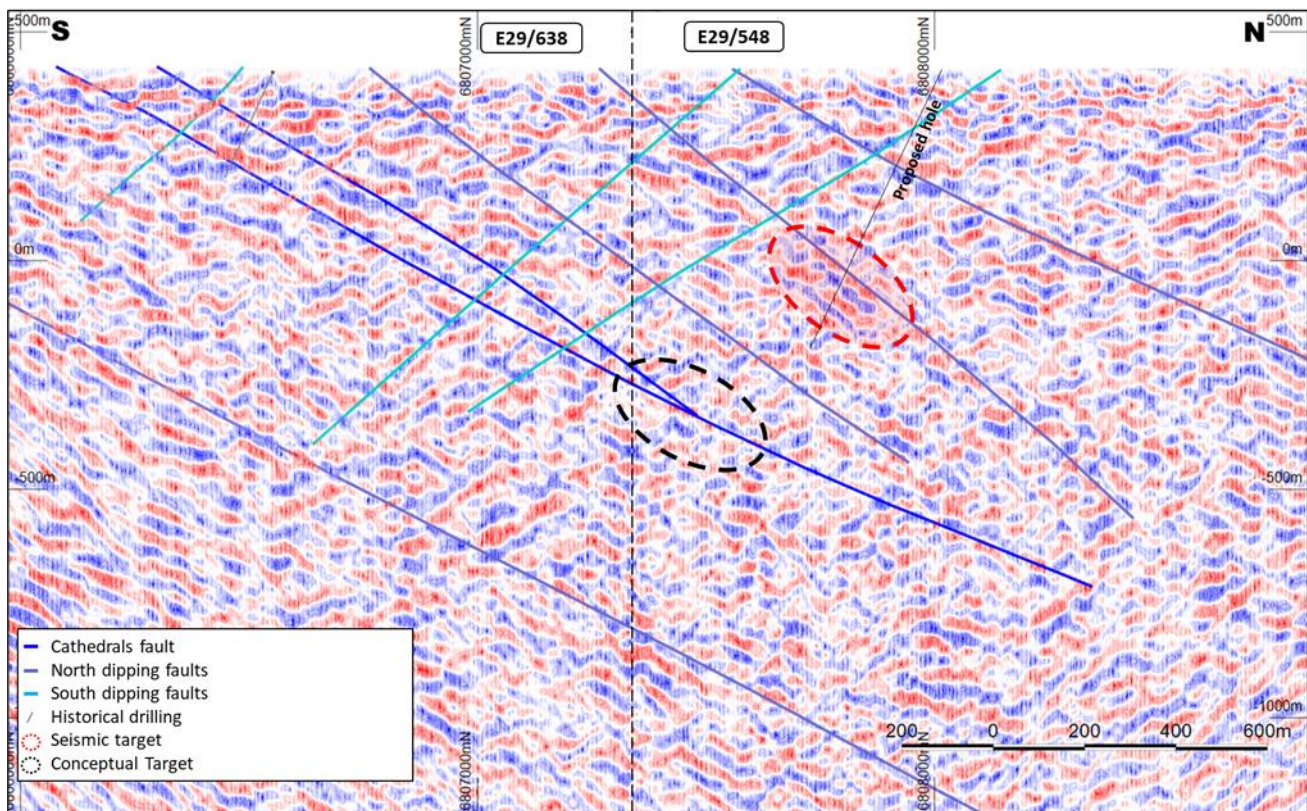 500m
S
6807000mN
E29/638
E29/548
6808000mN
N
500m
Proposed hole
0m
0m
-500m
-500m
Cathedrals fault
North dipping faults
South dipping faults
Historical drilling
Seismic target
Conceptual Target
6807000mN
6808000mN
-1000m
200
0
200
400
600m